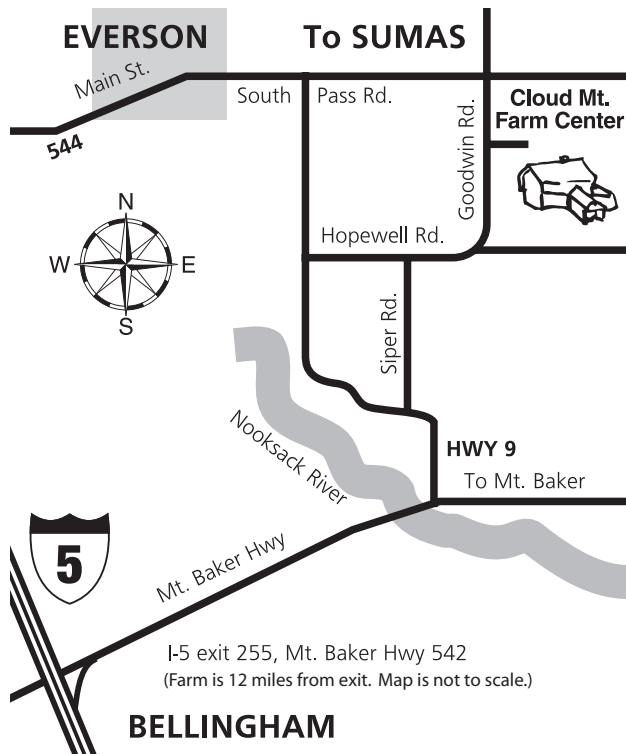 EVERSON
To SUMAS
Main St.
South Pass Rd.
544
Cloud Mt.
Farm Center
Goodwin Rd.
N
W E
S
Hopewell Rd.
Siper Rd.
Nooksack River
HWY 9
To Mt. Baker
5
Mt. Baker Hwy
I-5 exit 255, Mt. Baker Hwy 542
(Farm is 12 miles from exit. Map is not to scale.)
BELLINGHAM